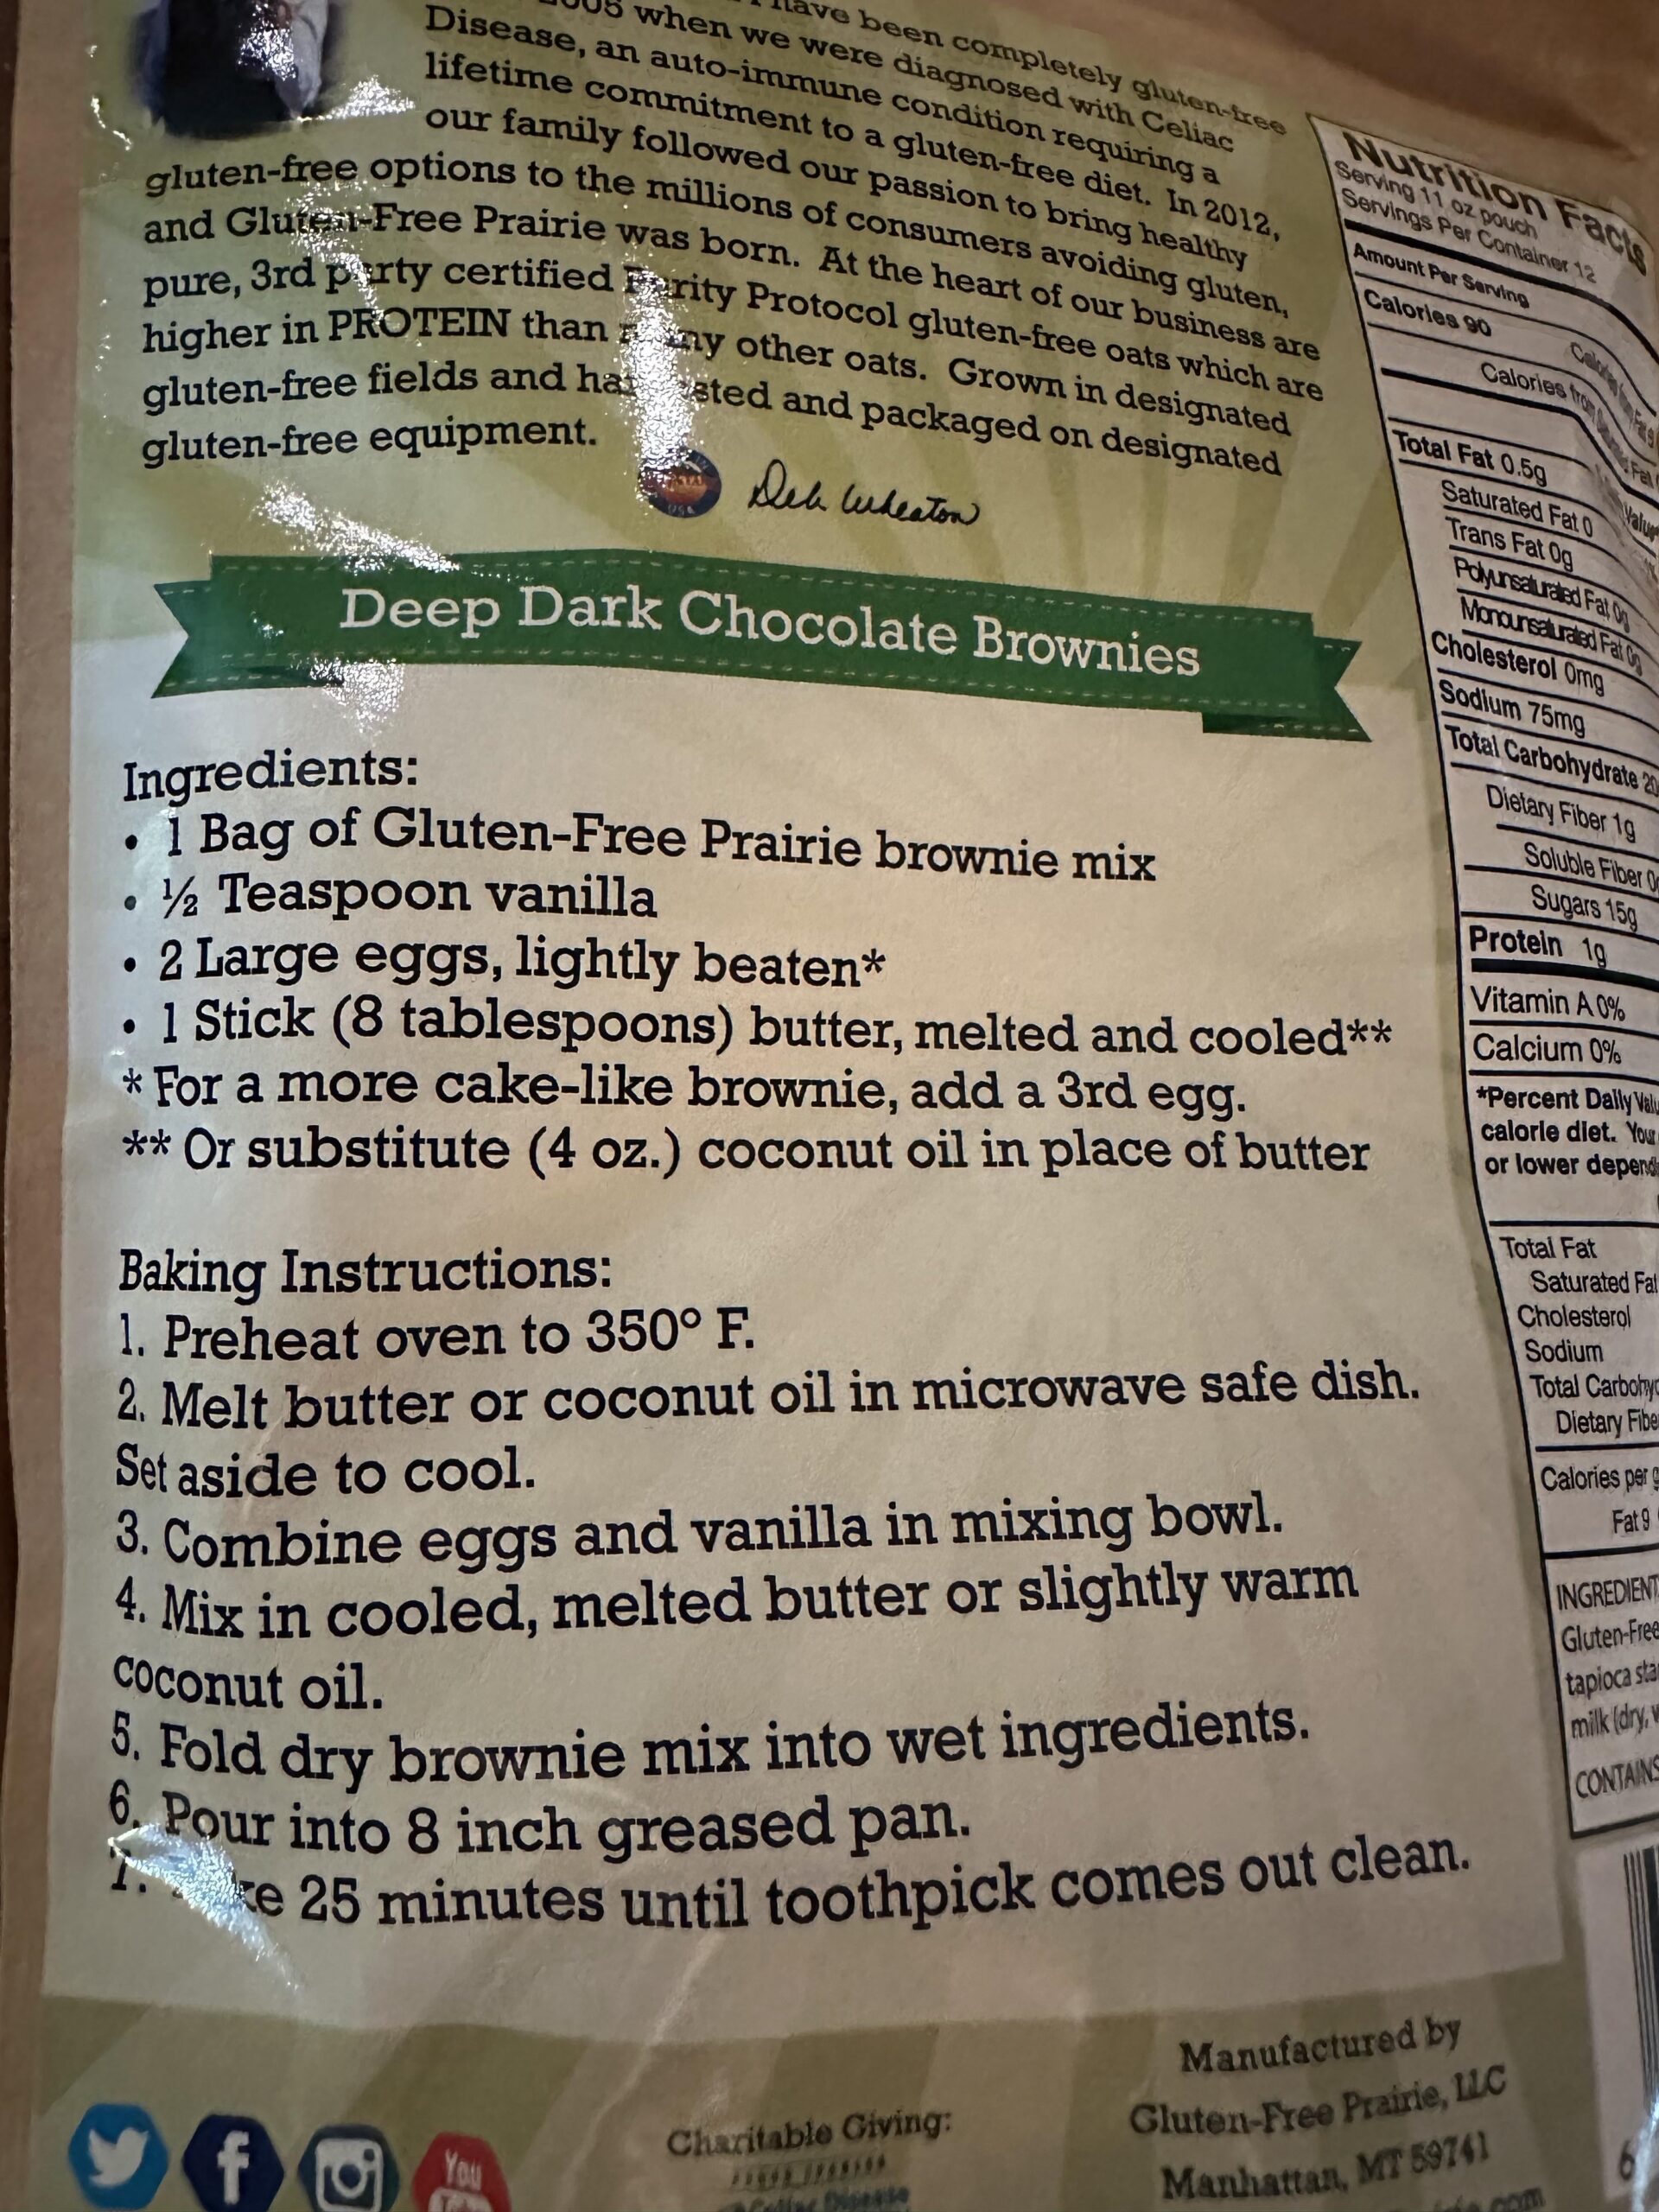 have been completely gluten-free
2005 when we were diagnosed with Celiac
Disease, an auto-immune condition requiring a
lifetime commitment to a gluten-free diet. In 2012,
our family followed our passion to bring healthy
gluten-free options to the millions of consumers avoiding gluten,
and Gluten-Free Prairie was born. At the heart of our business are
pure, 3rd party certified Purity Protocol gluten-free oats which are
higher in PROTEIN than many other oats. Grown in designated
gluten-free fields and harvested and packaged on designated
gluten-free equipment.
USA
Deb Wheaton
Deep Dark Chocolate Brownies
Ingredients:
• 1 Bag of Gluten-Free Prairie brownie mix
• ½ Teaspoon vanilla
• 2 Large eggs, lightly beaten*
• 1 Stick (8 tablespoons) butter, melted and cooled**
* For a more cake-like brownie, add a 3rd egg.
** Or substitute (4 oz.) coconut oil in place of butter
Baking Instructions:
1. Preheat oven to 350° F.
2. Melt butter or coconut oil in microwave safe dish.
Set aside to cool.
3. Combine eggs and vanilla in mixing bowl.
4. Mix in cooled, melted butter or slightly warm
coconut oil.
5. Fold dry brownie mix into wet ingredients.
6. Pour into 8 inch greased pan.
7. Bake 25 minutes until toothpick comes out clean.
Nutrition Facts
Serving 11 oz pouch
Servings Per Container 12
Amount Per Serving
Calories 90
Calories from
Total Fat 0.5g
Saturated Fat 0
Trans Fat 0g
Polyunsaturated Fat 0g
Monounsaturated Fat 0g
Cholesterol 0mg
Sodium 75mg
Total Carbohydrate 20
Dietary Fiber 1g
Soluble Fiber 0g
Sugars 15g
Protein 1g
Vitamin A 0%
Calcium 0%
*Percent Daily Valu
calorie diet. Your
or lower depend
Total Fat
Saturated Fat
Cholesterol
Sodium
Total Carbohyd
Dietary Fibe
Calories per g
Fat 9
INGREDIENT
Gluten-Free
tapioca sta
milk (dry, w
CONTAINS
6
You
Charitable Giving:
Celiac Disease
Manufactured by
Gluten-Free Prairie, LLC
Manhattan, MT 59741